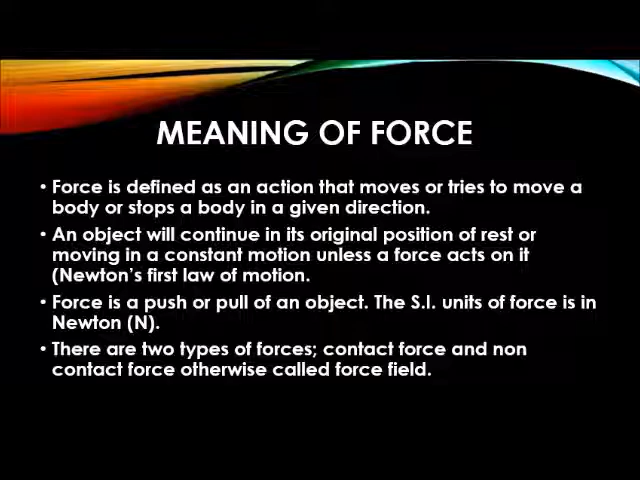 MEANING OF FORCE
• Force is defined as an action that moves or tries to move a
body or stops a body in a given direction.
• An object will continue in its original position of rest or
moving in a constant motion unless a force acts on it
(Newton's first law of motion.
• Force is a push or pull of an object. The S.I. units of force is in
Newton (N).
• There are two types of forces; contact force and non
contact force otherwise called force field.